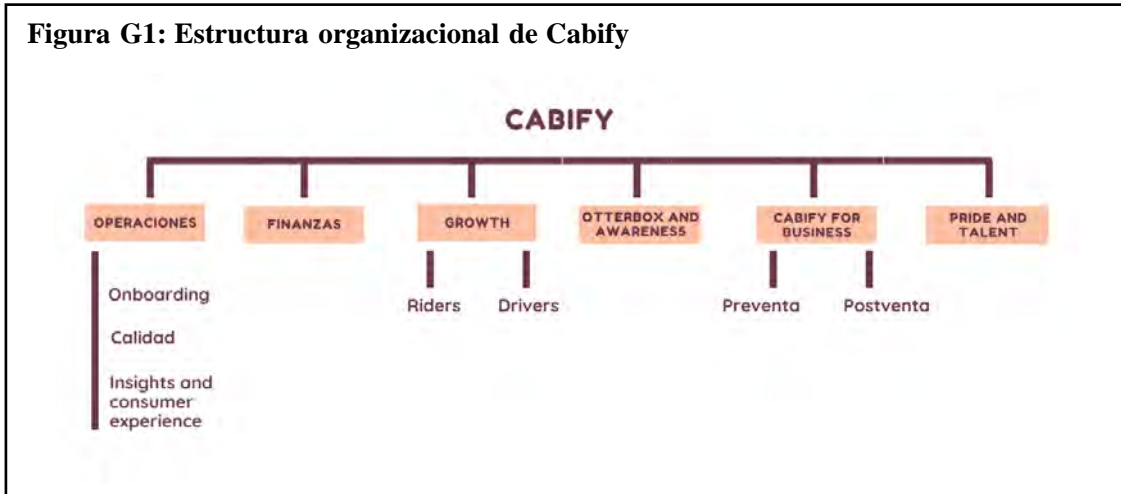 Figura G1: Estructura organizacional de Cabify
CABIFY
OPERACIONES
FINANZAS
GROWTH
OTTERBOX AND
AWARENESS
CABIFY FOR
BUSINESS
PRIDE AND
TALENT
Onboarding
Calidad
Insights and
consumer
experience
Riders
Drivers
Preventa
Postventa